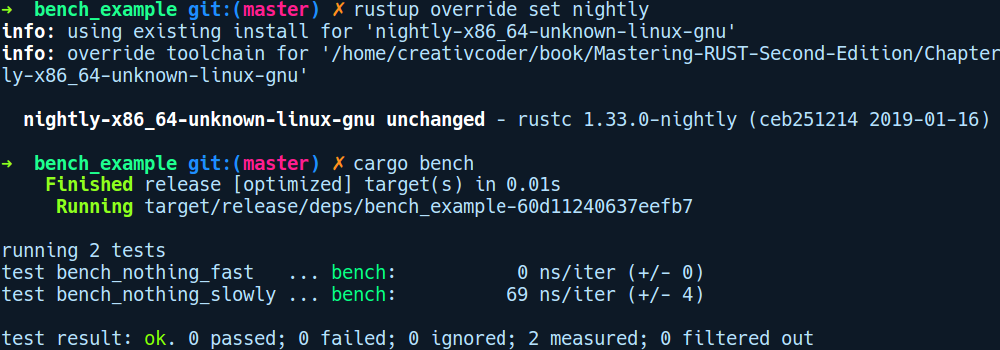 ➜  bench_example git:(master) ✗ rustup override set nightly
info: using existing install for 'nightly-x86_64-unknown-linux-gnu'
info: override toolchain for '/home/creativcoder/book/Mastering-RUST-Second-Edition/Chapter
ly-x86_64-unknown-linux-gnu'
  nightly-x86_64-unknown-linux-gnu unchanged - rustc 1.33.0-nightly (ceb251214 2019-01-16)
➜  bench_example git:(master) ✗ cargo bench
    Finished release [optimized] target(s) in 0.01s
     Running target/release/deps/bench_example-60d11240637eefb7
running 2 tests
test bench_nothing_fast   ... bench:           0 ns/iter (+/- 0)
test bench_nothing_slowly ... bench:          69 ns/iter (+/- 4)
test result: ok. 0 passed; 0 failed; 0 ignored; 2 measured; 0 filtered out